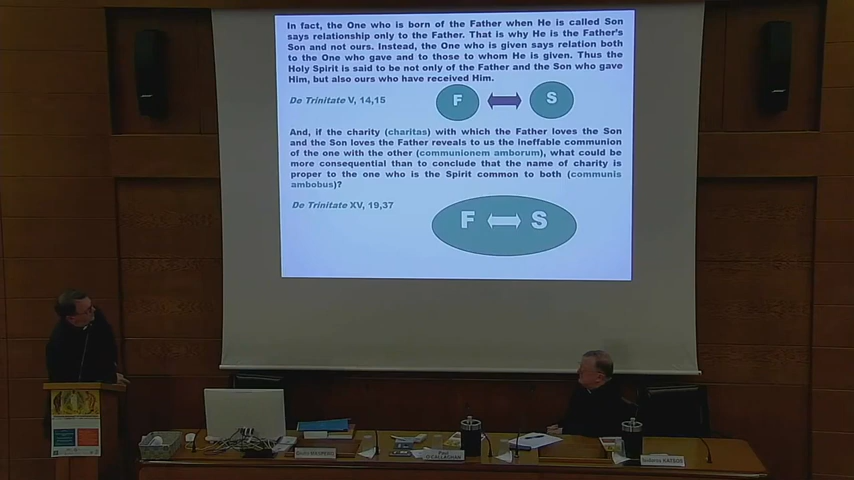 In fact, the One who is born of the Father when He is called Son
says relationship only to the Father. That is why He is the Father's
Son and not ours. Instead, the One who is given says relation both
to the One who gave and to those to whom He is given. Thus the
Holy Spirit is said to be not only of the Father and the Son who gave
Him, but also ours who have received Him.
De Trinitate V, 14,15
F S
And, if the charity (charitas) with which the Father loves the Son
and the Son loves the Father reveals to us the ineffable communion
of the one with the other (communionem amborum), what could be
more consequential than to conclude that the name of charity is
proper to the one who is the Spirit common to both (communis
ambobus)?
De Trinitate XV, 19,37
F S
Paul
O'CALLAGHAN